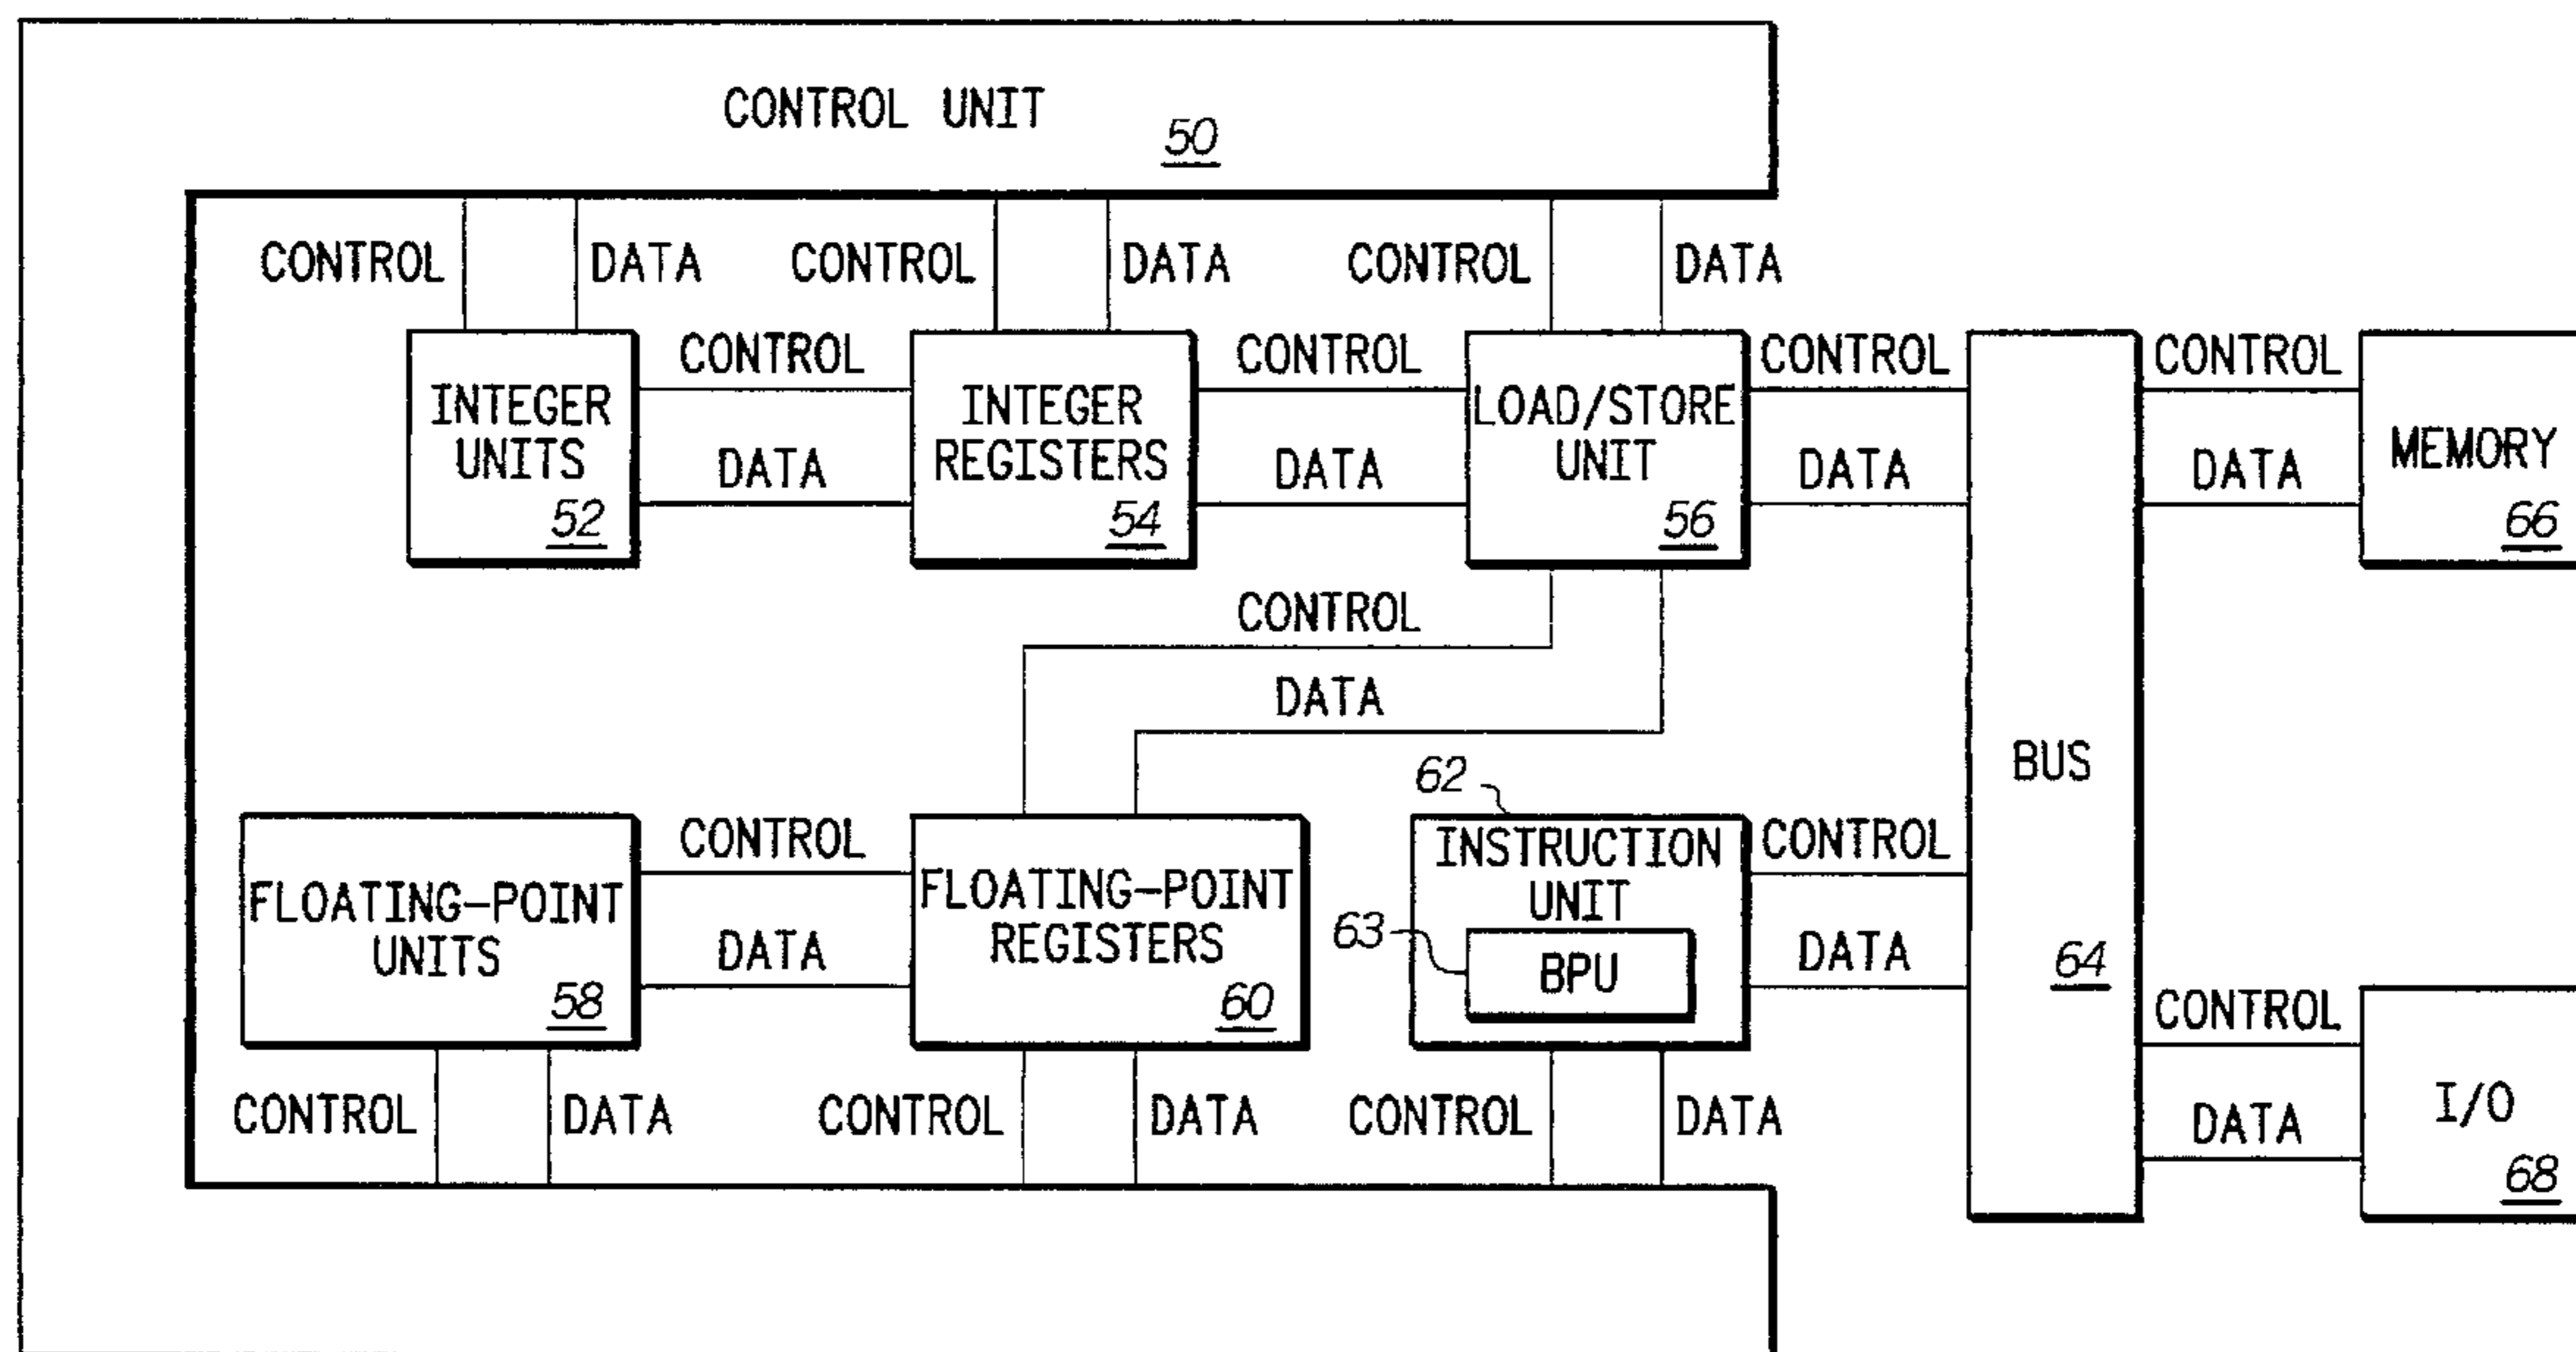 CONTROL UNIT
50
CONTROL
DATA
CONTROL
DATA
CONTROL
DATA
INTEGER
UNITS
52
CONTROL
DATA
INTEGER
REGISTERS
54
CONTROL
DATA
LOAD/STORE
UNIT
56
CONTROL
DATA
BUS
64
CONTROL
DATA
MEMORY
66
CONTROL
DATA
FLOATING-POINT
UNITS
58
CONTROL
DATA
FLOATING-POINT
REGISTERS
60
62
INSTRUCTION
UNIT
63
BPU
CONTROL
DATA
CONTROL
DATA
I/O
68
CONTROL
DATA
CONTROL
DATA
CONTROL
DATA